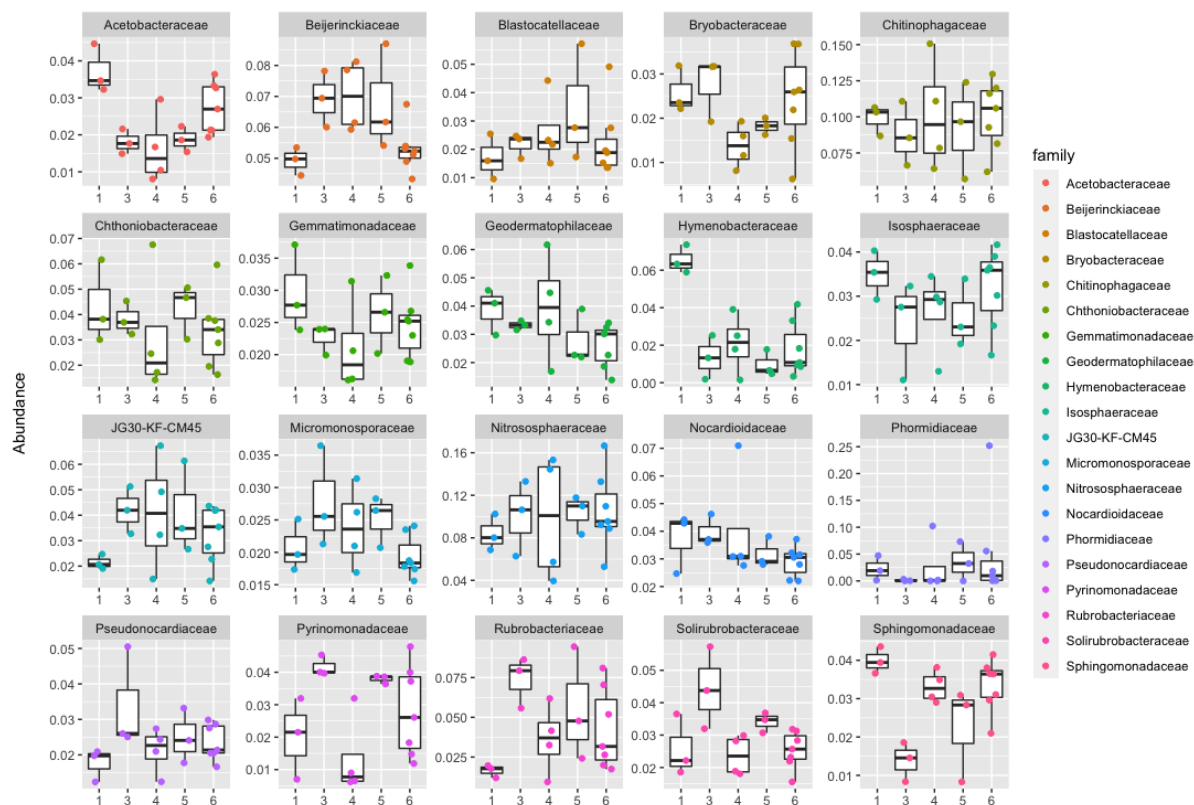 Acetobacteraceae Beijerinckiaceae Blastocatellaceae Bryobacteraceae Chitinophagaceae
0.04 0.03 0.02 0.01
0.08 0.07 0.06 0.05
0.05 0.04 0.03 0.02 0.01
0.03 0.02 0.01
0.150 0.125 0.100 0.075
1 3 4 5 6 1 3 4 5 6 1 3 4 5 6 1 3 4 5 6 1 3 4 5 6
Chthoniobacteraceae Gemmatimonadaceae Geodermatophilaceae Hymenobacteraceae Isosphaeraceae
0.07 0.06 0.05 0.04 0.03 0.02
0.035 0.030 0.025 0.020
0.06 0.05 0.04 0.03 0.02
0.06 0.04 0.02 0.00
0.04 0.03 0.02 0.01
1 3 4 5 6 1 3 4 5 6 1 3 4 5 6 1 3 4 5 6 1 3 4 5 6
Abundance
JG30-KF-CM45 Micromonosporaceae Nitrososphaeraceae Nocardioidaceae Phormidiaceae
0.06 0.05 0.04 0.03 0.02
0.035 0.030 0.025 0.020 0.015
0.16 0.12 0.08 0.04
0.07 0.06 0.05 0.04 0.03 0.02
0.25 0.20 0.15 0.10 0.05 0.00
1 3 4 5 6 1 3 4 5 6 1 3 4 5 6 1 3 4 5 6 1 3 4 5 6
Pseudonocardiaceae Pyrinomonadaceae Rubrobacteriaceae Solirubrobacteraceae Sphingomonadaceae
0.05 0.04 0.03 0.02 0.01
0.04 0.03 0.02 0.01
0.075 0.050 0.025
0.05 0.04 0.03 0.02
0.04 0.03 0.02 0.01
1 3 4 5 6 1 3 4 5 6 1 3 4 5 6 1 3 4 5 6 1 3 4 5 6
family
Acetobacteraceae
Beijerinckiaceae
Blastocatellaceae
Bryobacteraceae
Chitinophagaceae
Chthoniobacteraceae
Gemmatimonadaceae
Geodermatophilaceae
Hymenobacteraceae
Isosphaeraceae
JG30-KF-CM45
Micromonosporaceae
Nitrososphaeraceae
Nocardioidaceae
Phormidiaceae
Pseudonocardiaceae
Pyrinomonadaceae
Rubrobacteriaceae
Solirubrobacteraceae
Sphingomonadaceae